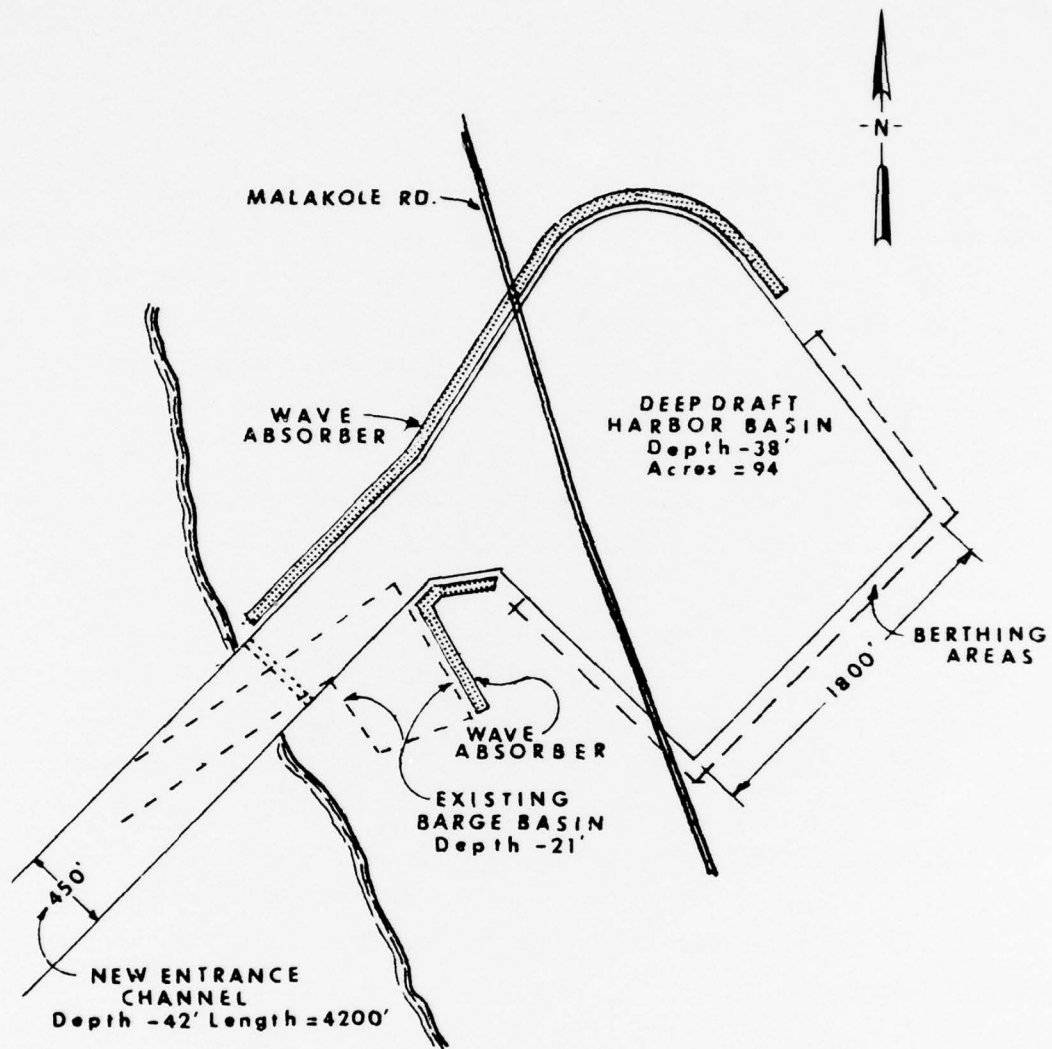 -N-
MALAKOLE RD.
WAVE
ABSORBER
DEEP DRAFT
HARBOR BASIN
Depth -38'
Acres = 94
BERTHING
AREAS
1800'
WAVE
ABSORBER
EXISTING
BARGE BASIN
Depth -21'
450'
NEW ENTRANCE
CHANNEL
Depth -42' Length = 4200'